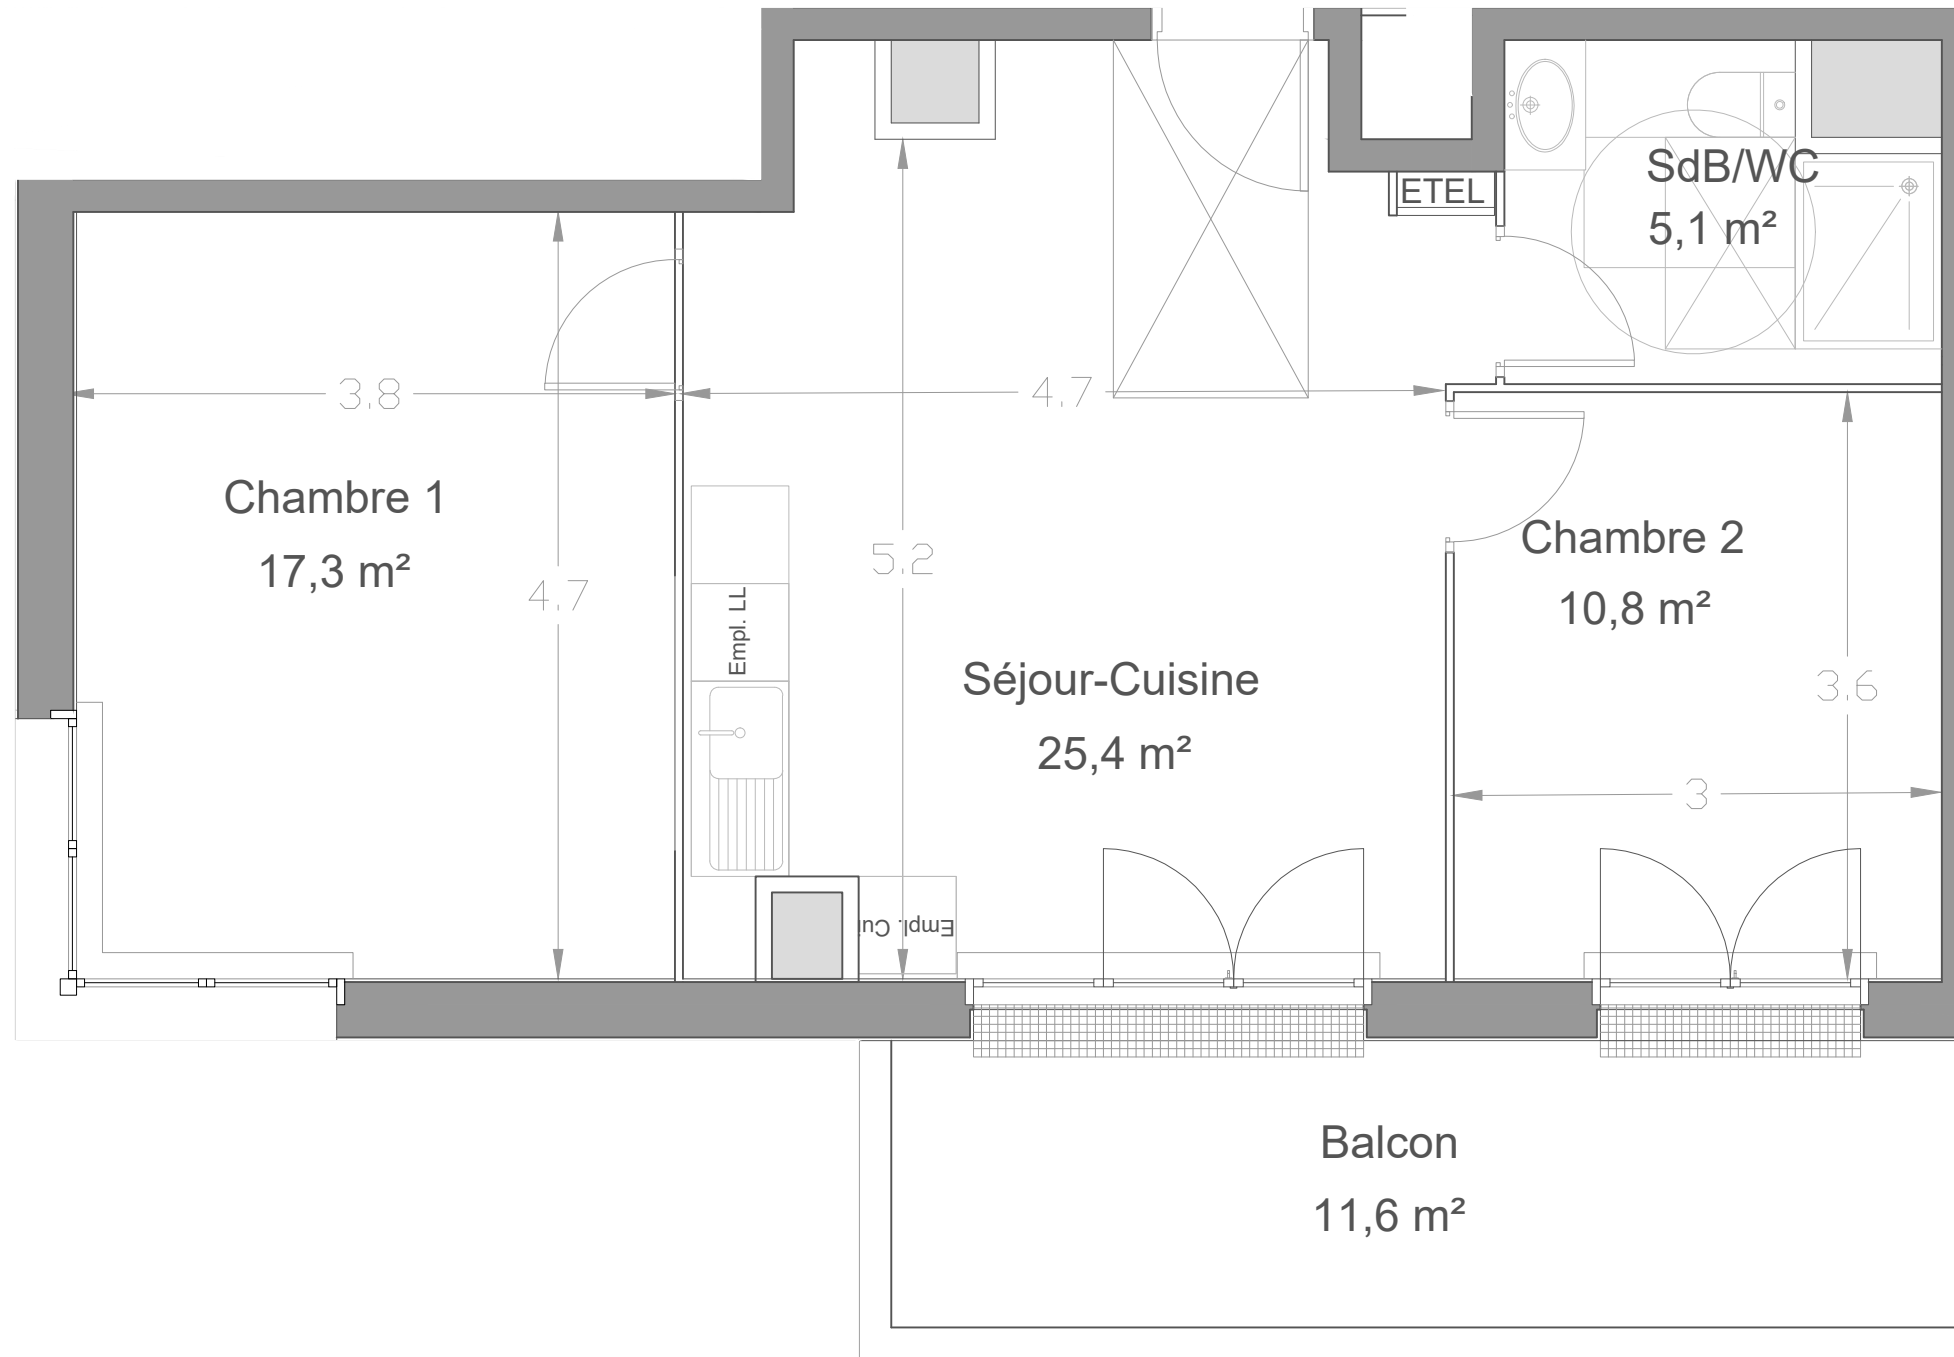 ETEL
SdB/WC
5,1 m²
3,8
4,7
Chambre 1
17,3 m²
4,7
5,2
Empl. LL
Chambre 2
10,8 m²
Séjour-Cuisine
25,4 m²
3,6
3
Empl. Cui
Balcon
11,6 m²